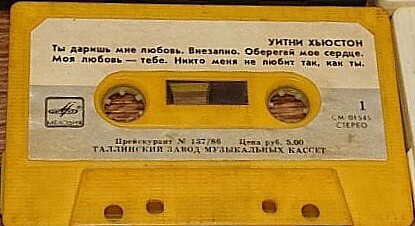 УИТНИ ХЬЮСТОН
Ты даришь мне любовь. Внезапно. Оберегай мое сердце.
Моя любовь — тебе. Никто меня не любит так, как ты.
МЕЛОДИЯ
1
СМ 01545
СТЕРЕО
Прейскурант № 137/86 Цена руб. 5.00
ТАЛЛИНСКИЙ ЗАВОД МУЗЫКАЛЬНЫХ КАССЕТ